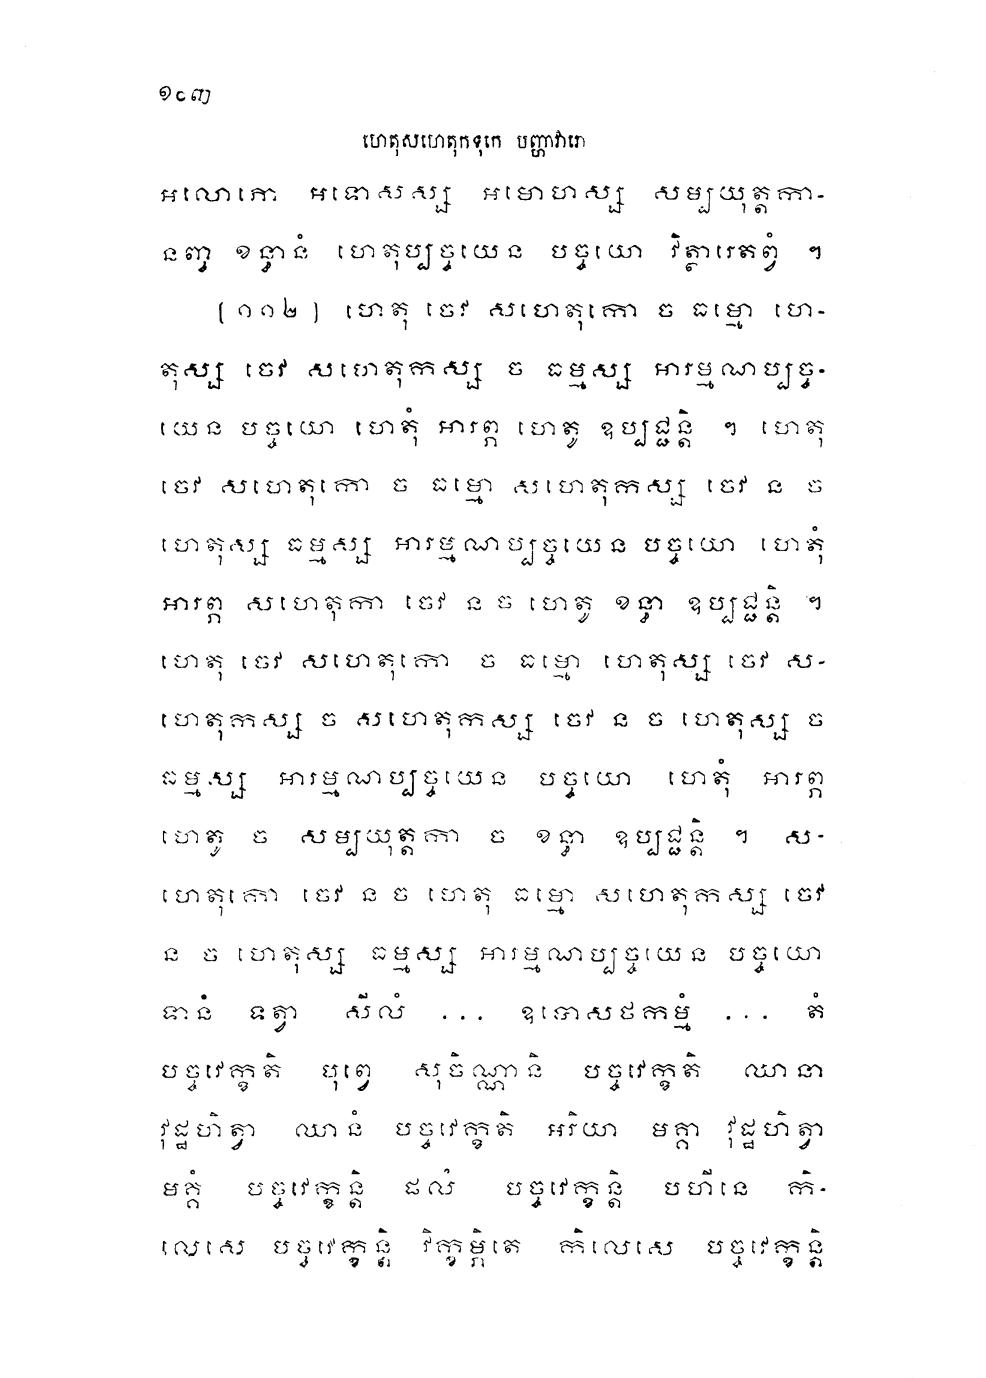 ១៤៣
ហេតុសហេតុកទុកេ បញ្ហាវារោ
អលោភោ អទោសស្ស អមោហស្ស សម្បយុត្តកា-
នញ្ច ខន្ធានំ ហេតុប្បច្ចយេន បច្ចយោ វិត្ថារេតព្វំ ។
(១១២) ហេតុ ចេវ សហេតុកោ ច ធម្មោ ហេ-
តុស្ស ចេវ សហេតុកស្ស ច ធម្មស្ស អារម្មណប្បច្ច-
យេន បច្ចយោ ហេតុំ អារព្ភ ហេតូ ឧប្បជ្ជន្តិ ។ ហេតុ
ចេវ សហេតុកោ ច ធម្មោ សហេតុកស្ស ចេវ ន ច
ហេតុស្ស ធម្មស្ស អារម្មណប្បច្ចយេន បច្ចយោ ហេតុំ
អារព្ភ សហេតុកា ចេវ ន ច ហេតូ ខន្ធា ឧប្បជ្ជន្តិ ។
ហេតុ ចេវ សហេតុកោ ច ធម្មោ ហេតុស្ស ចេវ ស-
ហេតុកស្ស ច សហេតុកស្ស ចេវ ន ច ហេតុស្ស ច
ធម្មស្ស អារម្មណប្បច្ចយេន បច្ចយោ ហេតុំ អារព្ភ
ហេតូ ច សម្បយុត្តកា ច ខន្ធា ឧប្បជ្ជន្តិ ។ ស-
ហេតុកោ ចេវ ន ច ហេតុ ធម្មោ សហេតុកស្ស ចេវ
ន ច ហេតុស្ស ធម្មស្ស អារម្មណប្បច្ចយេន បច្ចយោ
ទានំ ទត្វា សីលំ ... ឧទោសថកម្មំ ... តំ
បច្ចវេក្ខតិ បុព្វេ សុចិណ្ណានិ បច្ចវេក្ខតិ ឈានា
វុដ្ឋហិត្វា ឈានំ បច្ចវេក្ខតិ អរិយា មគ្គា វុដ្ឋហិត្វា
មគ្គំ បច្ចវេក្ខន្តិ ផលំ បច្ចវេក្ខន្តិ បហីនេ កិ-
លេសេ បច្ចវេក្ខន្តិ វិក្ខម្ភិតេ កិលេសេ បច្ចវេក្ខន្តិ